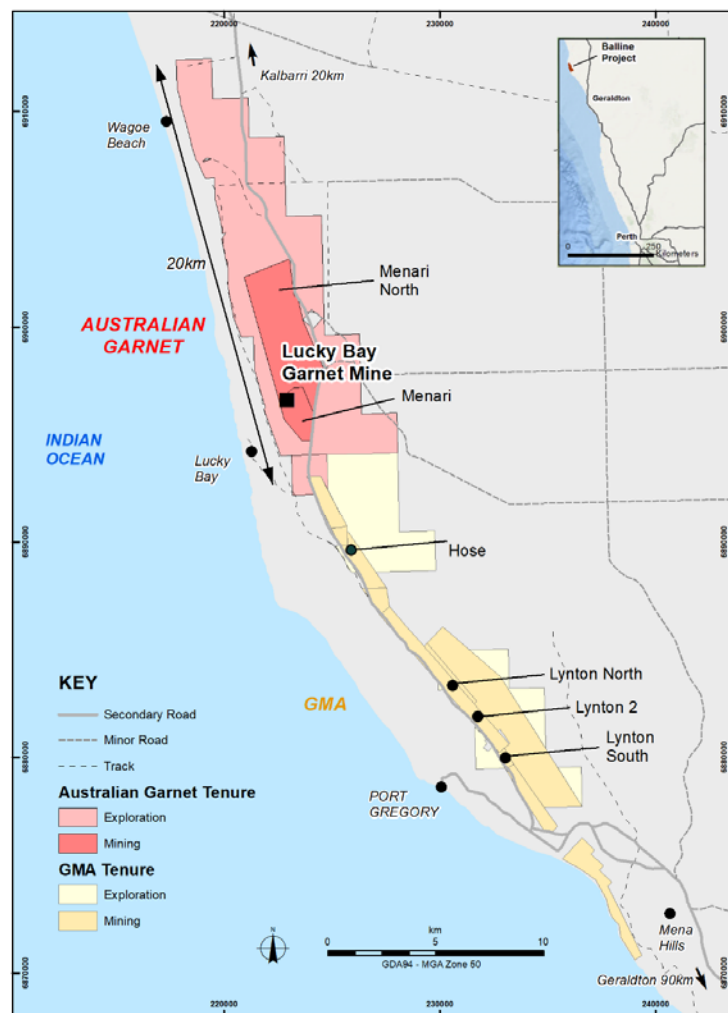 220000
230000
240000
Kalbarri 20km
Balline
Project
Geraldton
Perth
0
250
Kilometers
6910000
6910000
Wagoe
Beach
20km
Menari
North
6900000
6900000
AUSTRALIAN
GARNET
Lucky Bay
Garnet Mine
Menari
INDIAN
OCEAN
Lucky
Bay
6890000
6890000
Hose
KEY
Secondary Road
Minor Road
Track
Australian Garnet Tenure
Exploration
Mining
GMA Tenure
Exploration
Mining
GMA
Lynton North
Lynton 2
Lynton
South
6880000
6880000
PORT
GREGORY
Mena
Hills
N
km
0
5
10
GDA94 - MGA Zone 50
Geraldton 90km
6870000
6870000
220000
230000
240000